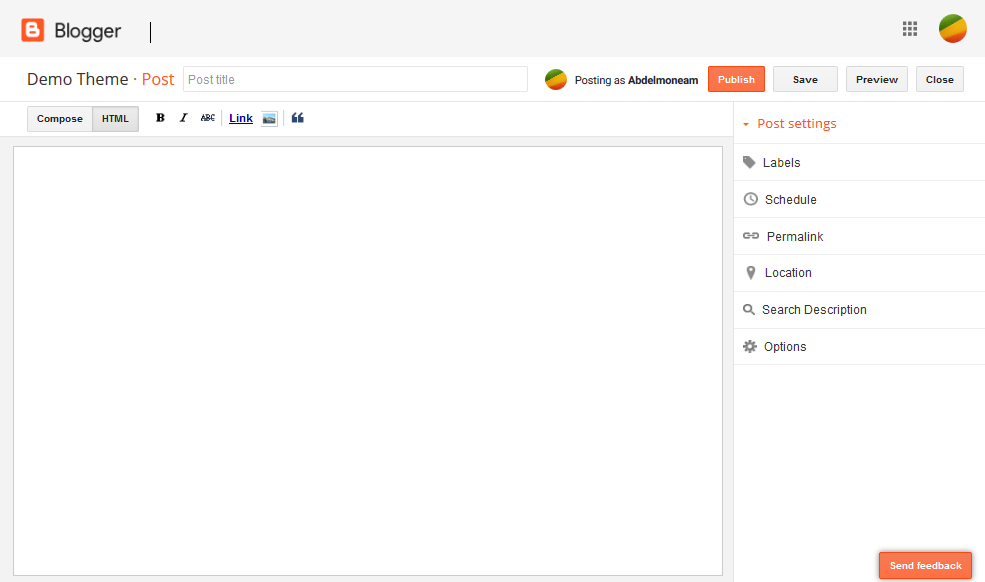 Blogger
Demo Theme · Post
Post title
Posting as Abdelmoneam
Publish
Save
Preview
Close
Compose
HTML
B
I
ABC
Link
Post settings
Labels
Schedule
Permalink
Location
Search Description
Options
Send feedback